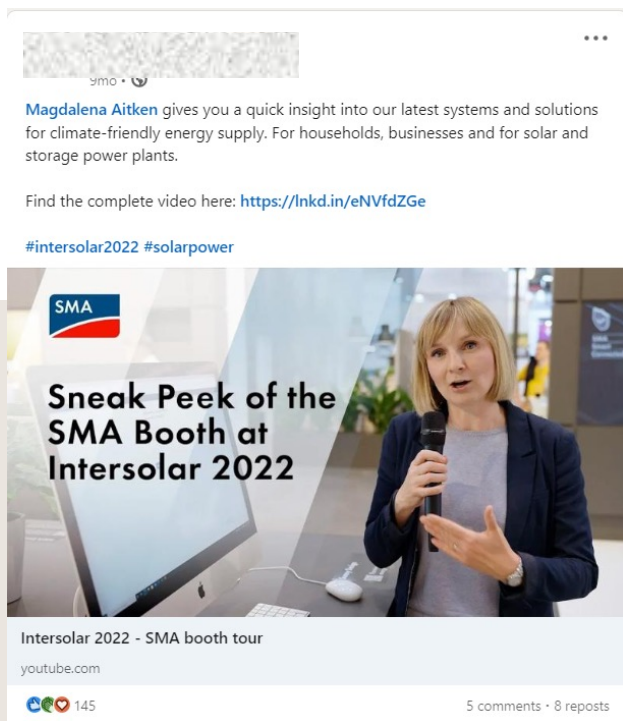 9mo •
Magdalena Aitken gives you a quick insight into our latest systems and solutions
for climate-friendly energy supply. For households, businesses and for solar and
storage power plants.
Find the complete video here: https://lnkd.in/eNVfdZGe
#intersolar2022 #solarpower
SMA
Sneak Peek of the
SMA Booth at
Intersolar 2022
Intersolar 2022 - SMA booth tour
youtube.com
145
5 comments • 8 reposts